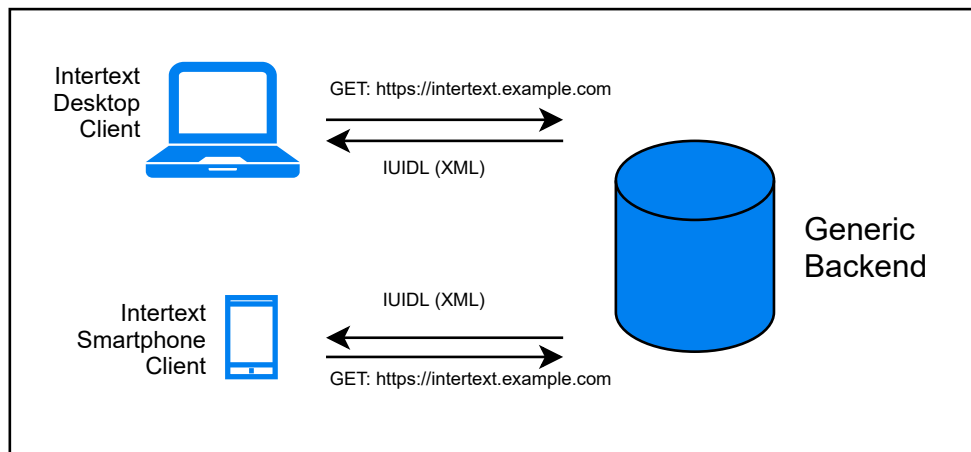 Intertext
Desktop
Client
GET: https://intertext.example.com
IUIDL (XML)
Generic
Backend
Intertext
Smartphone
Client
IUIDL (XML)
GET: https://intertext.example.com